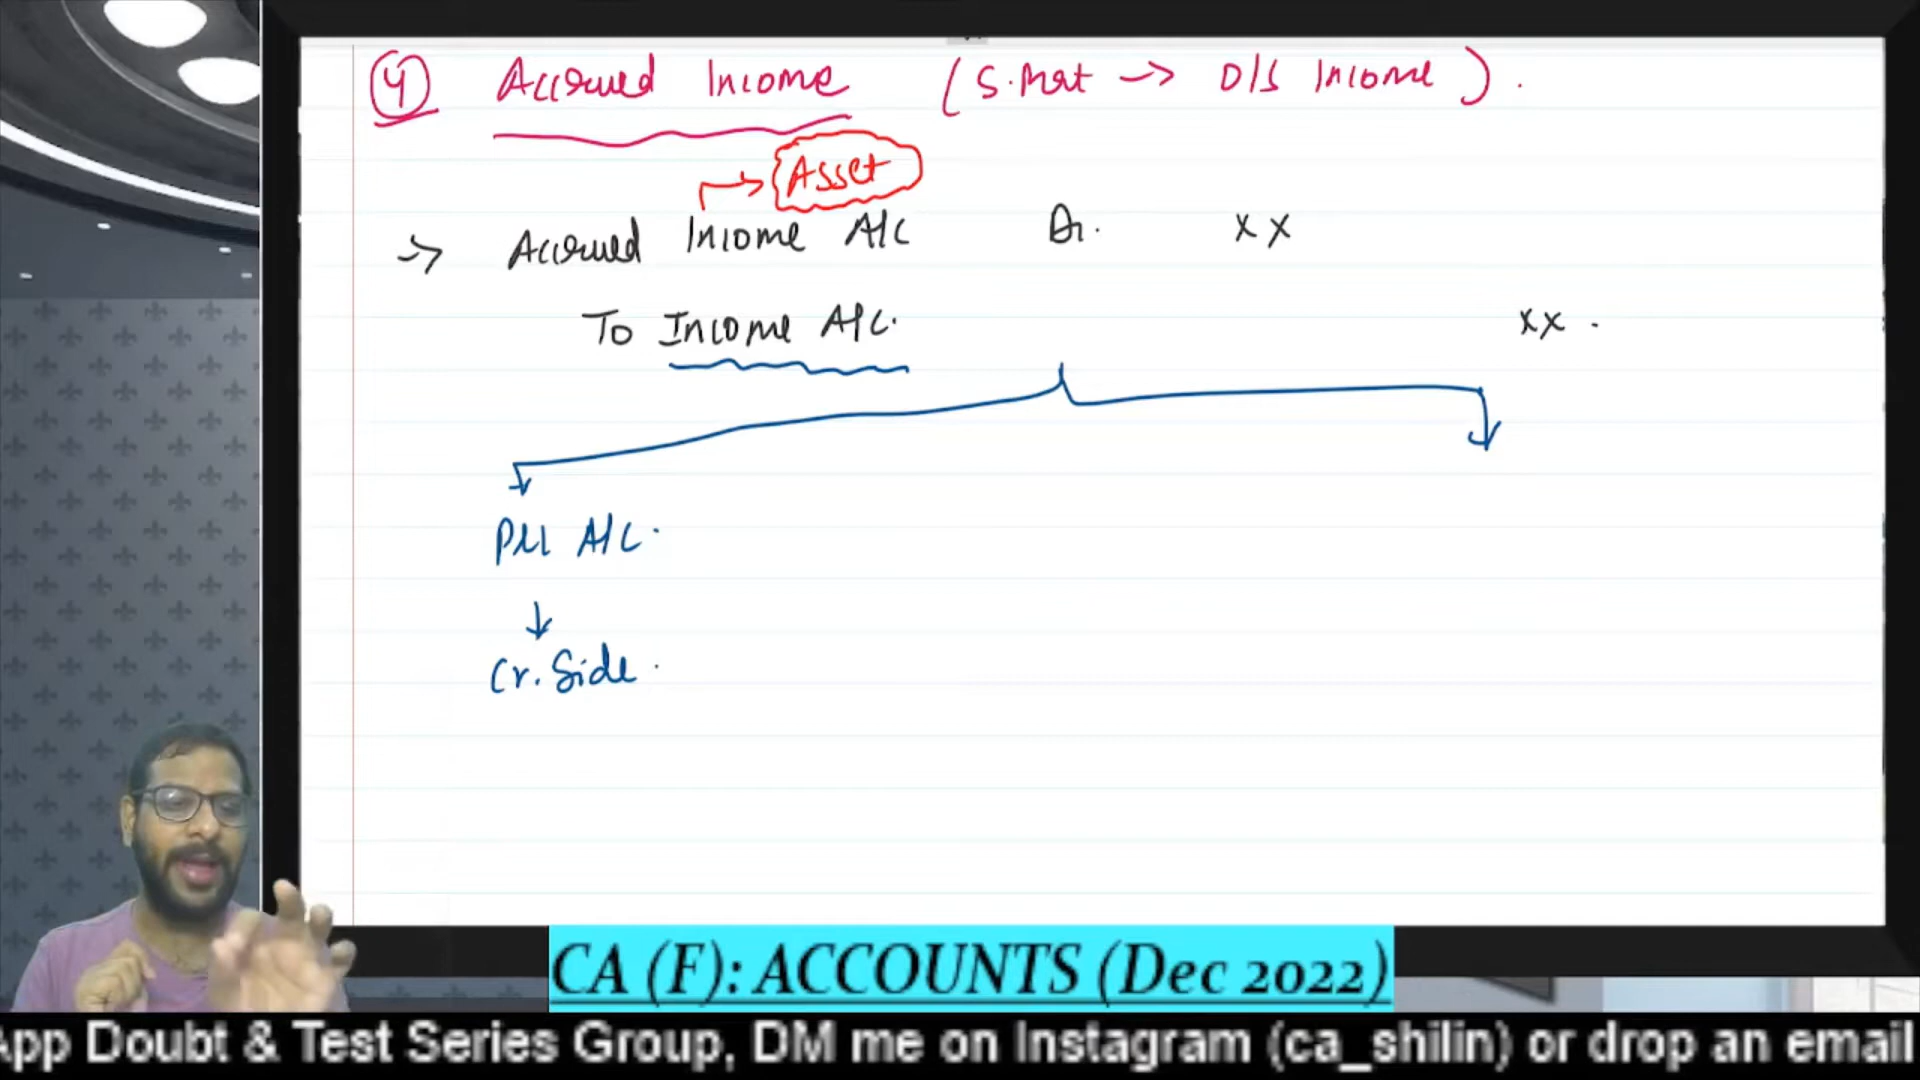 4 Accrued Income (S.Mat -> O/S Income).
Asset
-> Accrued Income A/C Dr. xx
To Income A/C. xx.
P&L A/C.
Cr. Side.
CA (F): ACCOUNTS (Dec 2022)
App Doubt & Test Series Group, DM me on Instagram (ca_shilin) or drop an email